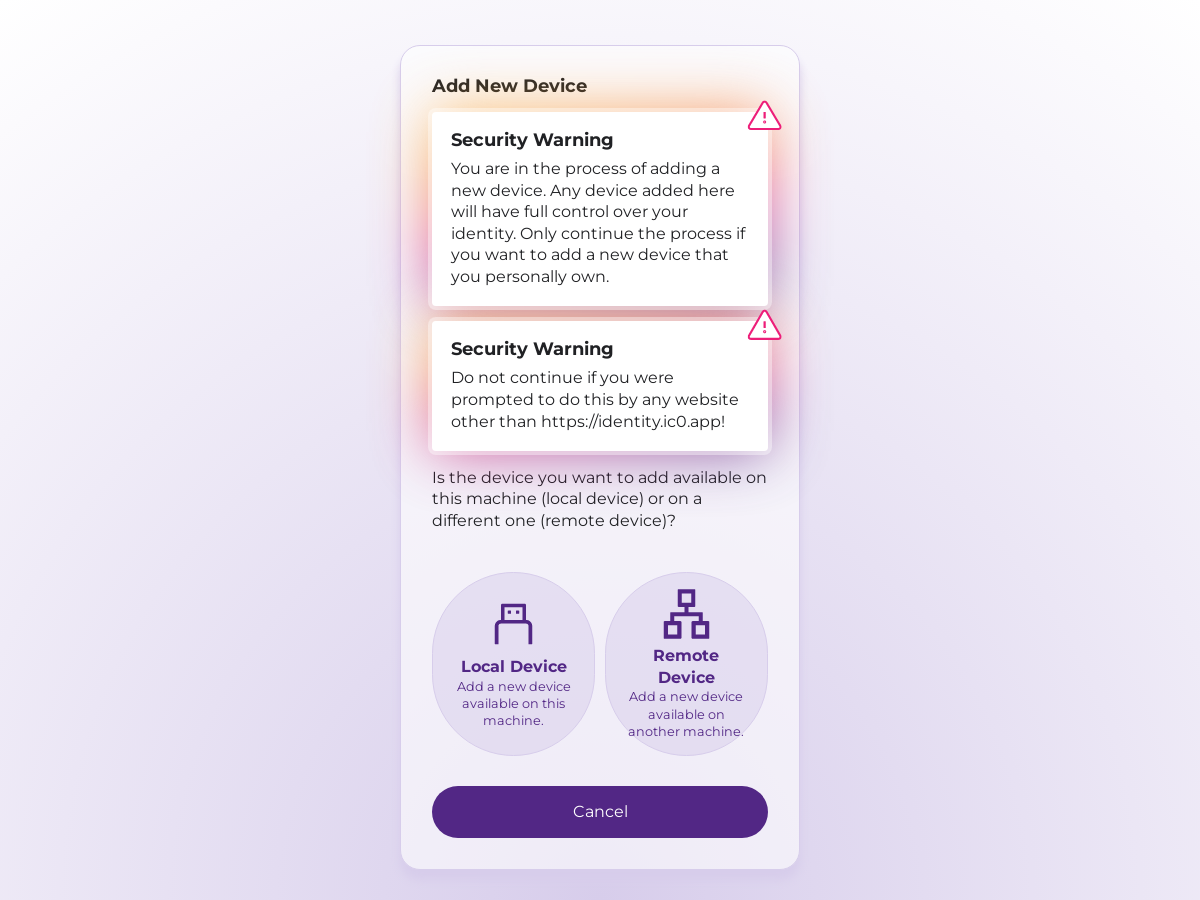 Add New Device
Security Warning
You are in the process of adding a
new device. Any device added here
will have full control over your
identity. Only continue the process if
you want to add a new device that
you personally own.
Security Warning
Do not continue if you were
prompted to do this by any website
other than https://identity.ic0.app!
Is the device you want to add available on
this machine (local device) or on a
different one (remote device)?
Local Device
Add a new device
available on this
machine.
Remote
Device
Add a new device
available on
another machine.
Cancel